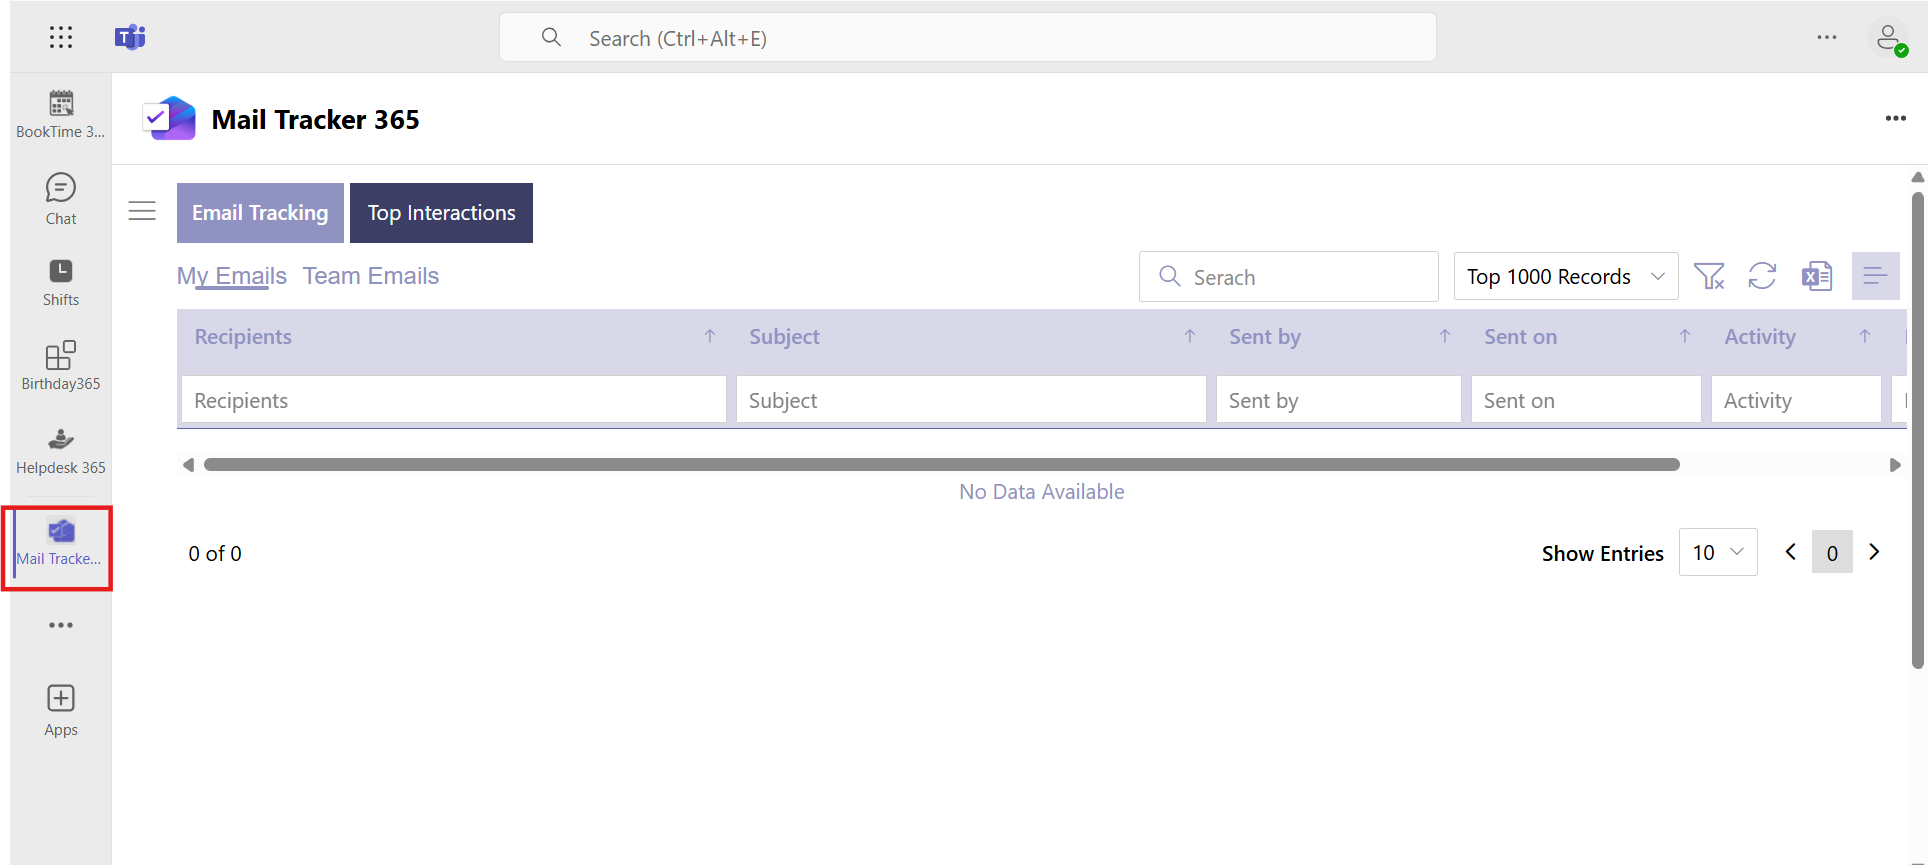 Search (Ctrl+Alt+E)
BookTime 3...
Chat
Shifts
Birthday365
Helpdesk 365
Mail Tracke...
Apps
Mail Tracker 365
Email Tracking
Top Interactions
My Emails
Team Emails
Serach
Top 1000 Records
Recipients
Subject
Sent by
Sent on
Activity
Recipients
Subject
Sent by
Sent on
Activity
No Data Available
0 of 0
Show Entries
10
0